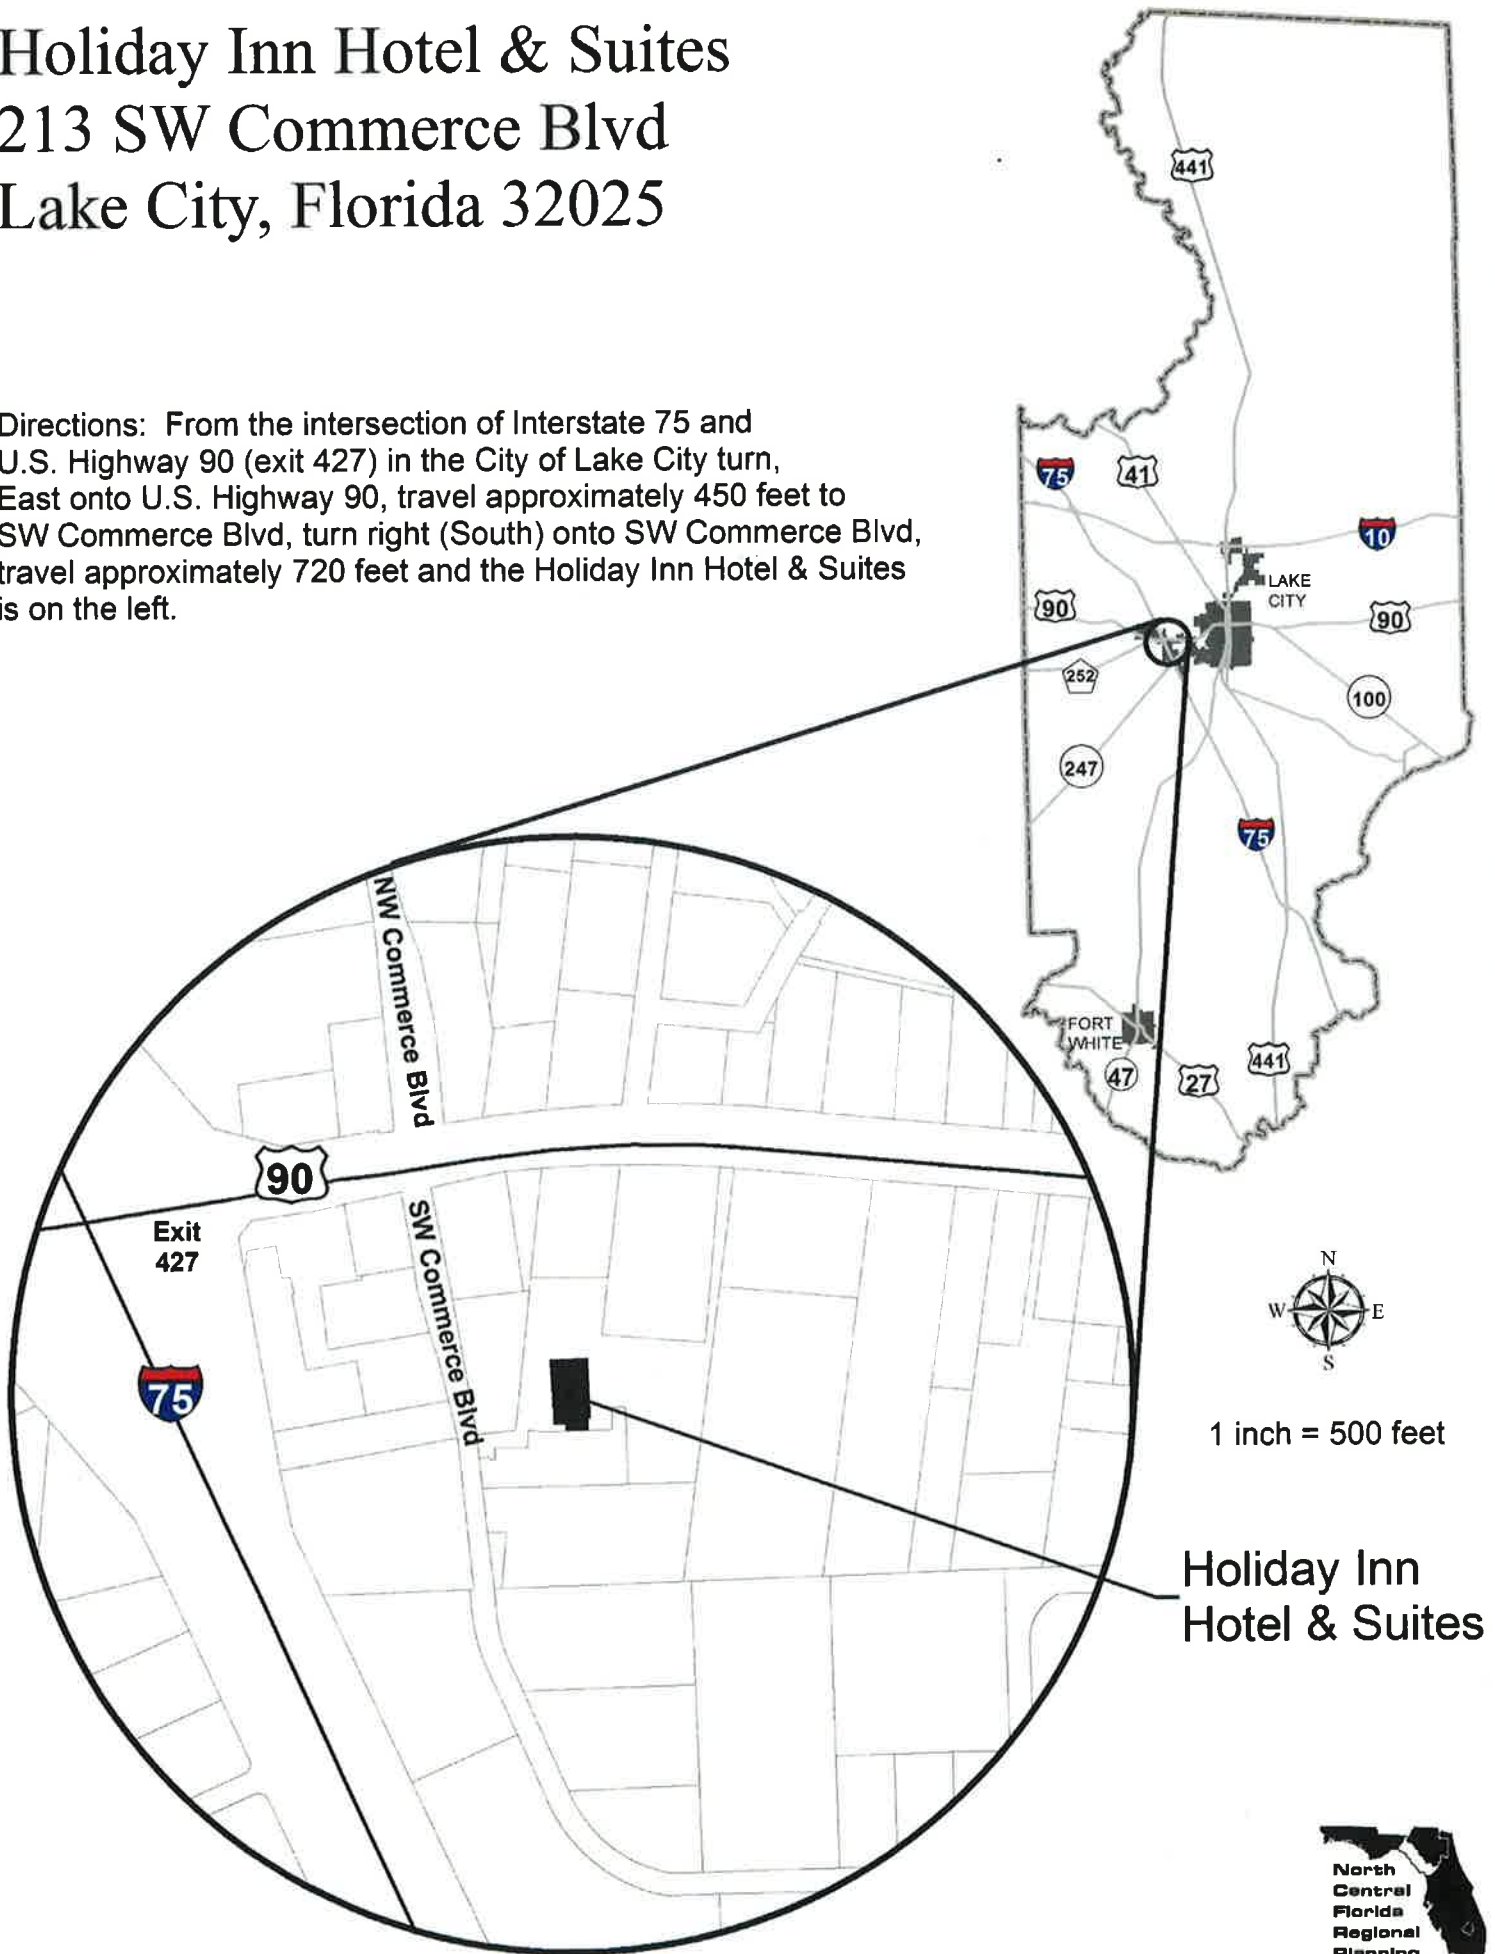 Holiday Inn Hotel & Suites
213 SW Commerce Blvd
Lake City, Florida 32025
Directions: From the intersection of Interstate 75 and
U.S. Highway 90 (exit 427) in the City of Lake City turn,
East onto U.S. Highway 90, travel approximately 450 feet to
SW Commerce Blvd, turn right (South) onto SW Commerce Blvd,
travel approximately 720 feet and the Holiday Inn Hotel & Suites
is on the left.
441
75
41
10
LAKE
CITY
90
90
252
100
247
75
FORT
WHITE
47
27
441
NW Commerce Blvd
90
Exit
427
SW Commerce Blvd
75
N
W
E
S
1 inch = 500 feet
Holiday Inn
Hotel & Suites
North
Central
Florida
Regional
Planning